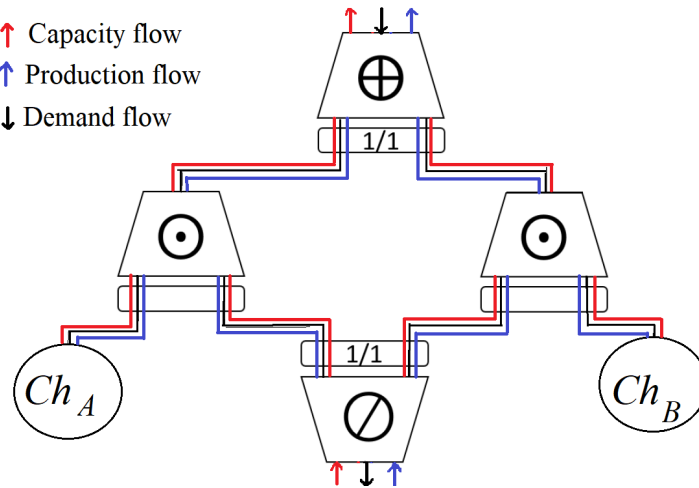 Capacity flow
Production flow
Demand flow
1/1
1/1
Ch A
Ch B